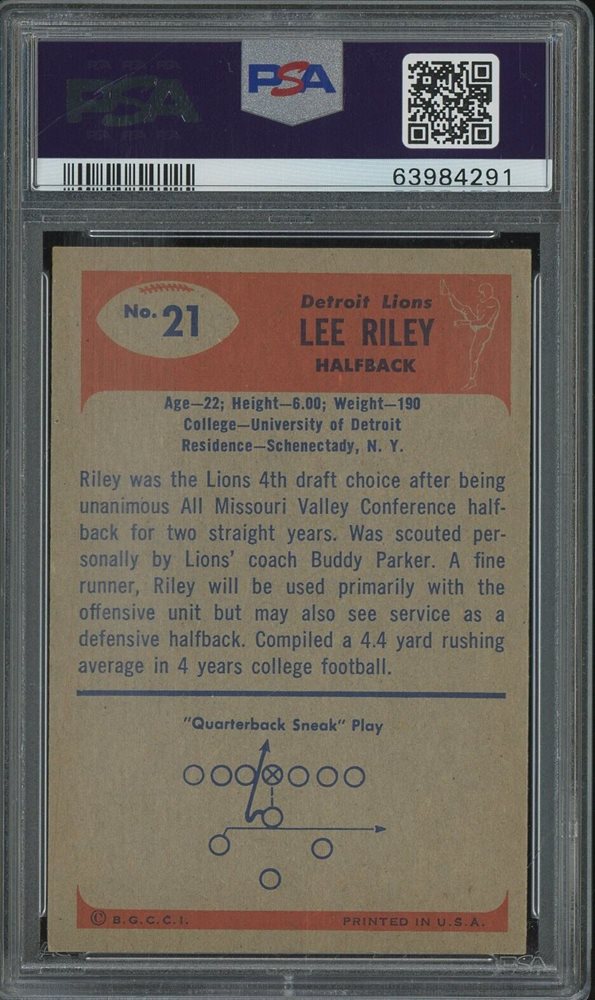 PSA
63984291
No. 21
Detroit Lions
LEE RILEY
HALFBACK
Age—22; Height—6.00; Weight—190
College—University of Detroit
Residence—Schenectady, N. Y.
Riley was the Lions 4th draft choice after being
unanimous All Missouri Valley Conference half-
back for two straight years. Was scouted per-
sonally by Lions' coach Buddy Parker. A fine
runner, Riley will be used primarily with the
offensive unit but may also see service as a
defensive halfback. Compiled a 4.4 yard rushing
average in 4 years college football.
"Quarterback Sneak" Play
© B.G.C.C.I.
PRINTED IN U.S.A.
PSA